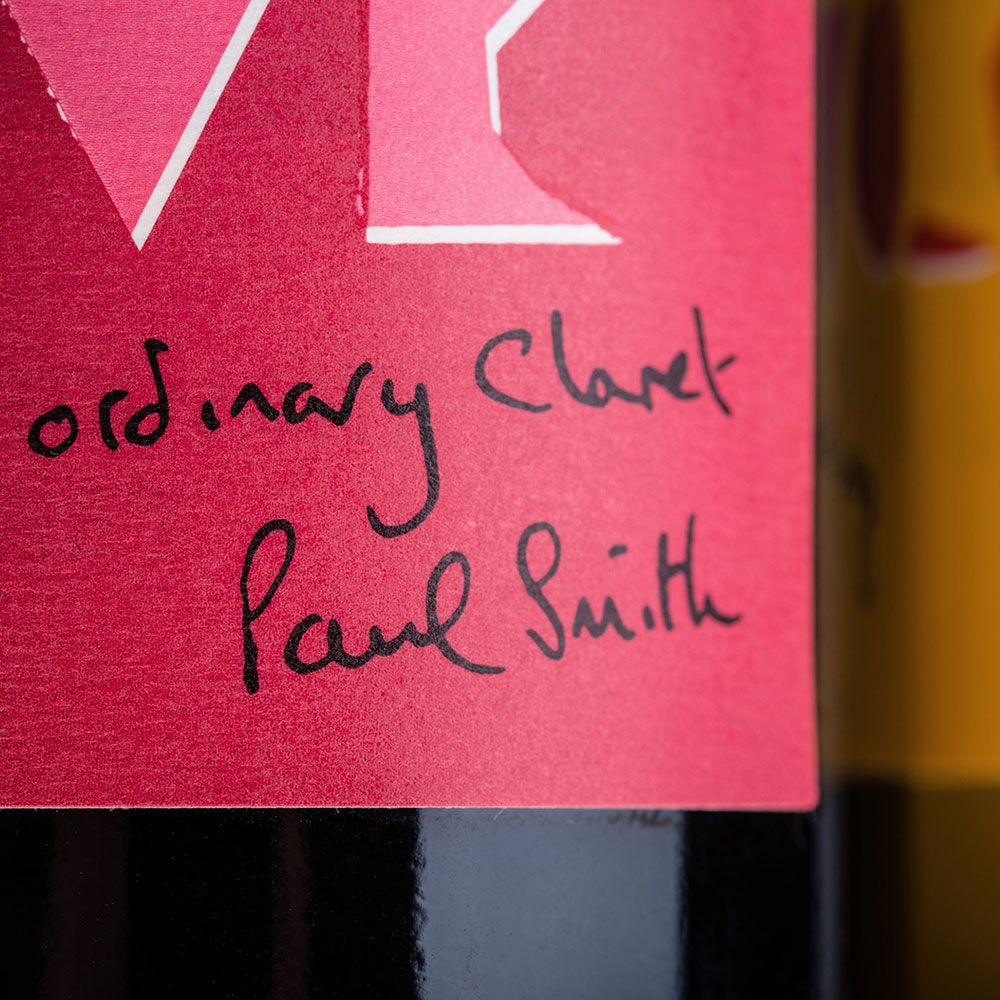 ordinary Claret
Paul Smith